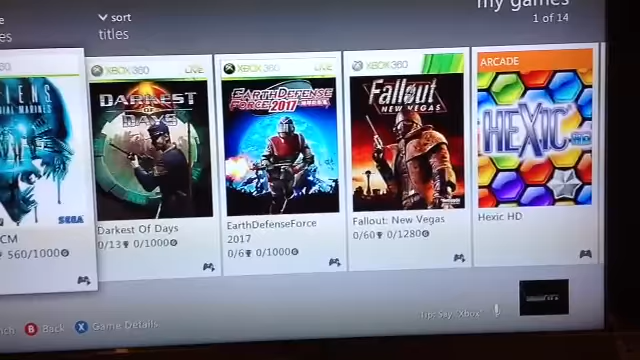 sort
titles
my games
1 of 14
XBOX 360
LIVE
XBOX 360
LIVE
XBOX 360
ARCADE
DARKEST
OF
DAYS
EARTHDEFENSE
FORCE 2017
Fallout
NEW VEGAS
HEXIC HD
SEGA
CM
560/1000
Darkest Of Days
0/13 0/1000
EarthDefenseForce
2017
0/6 0/1000
Fallout: New Vegas
0/60 0/1280
Hexic HD
B Back X Game Details
Tip: Say "Xbox"